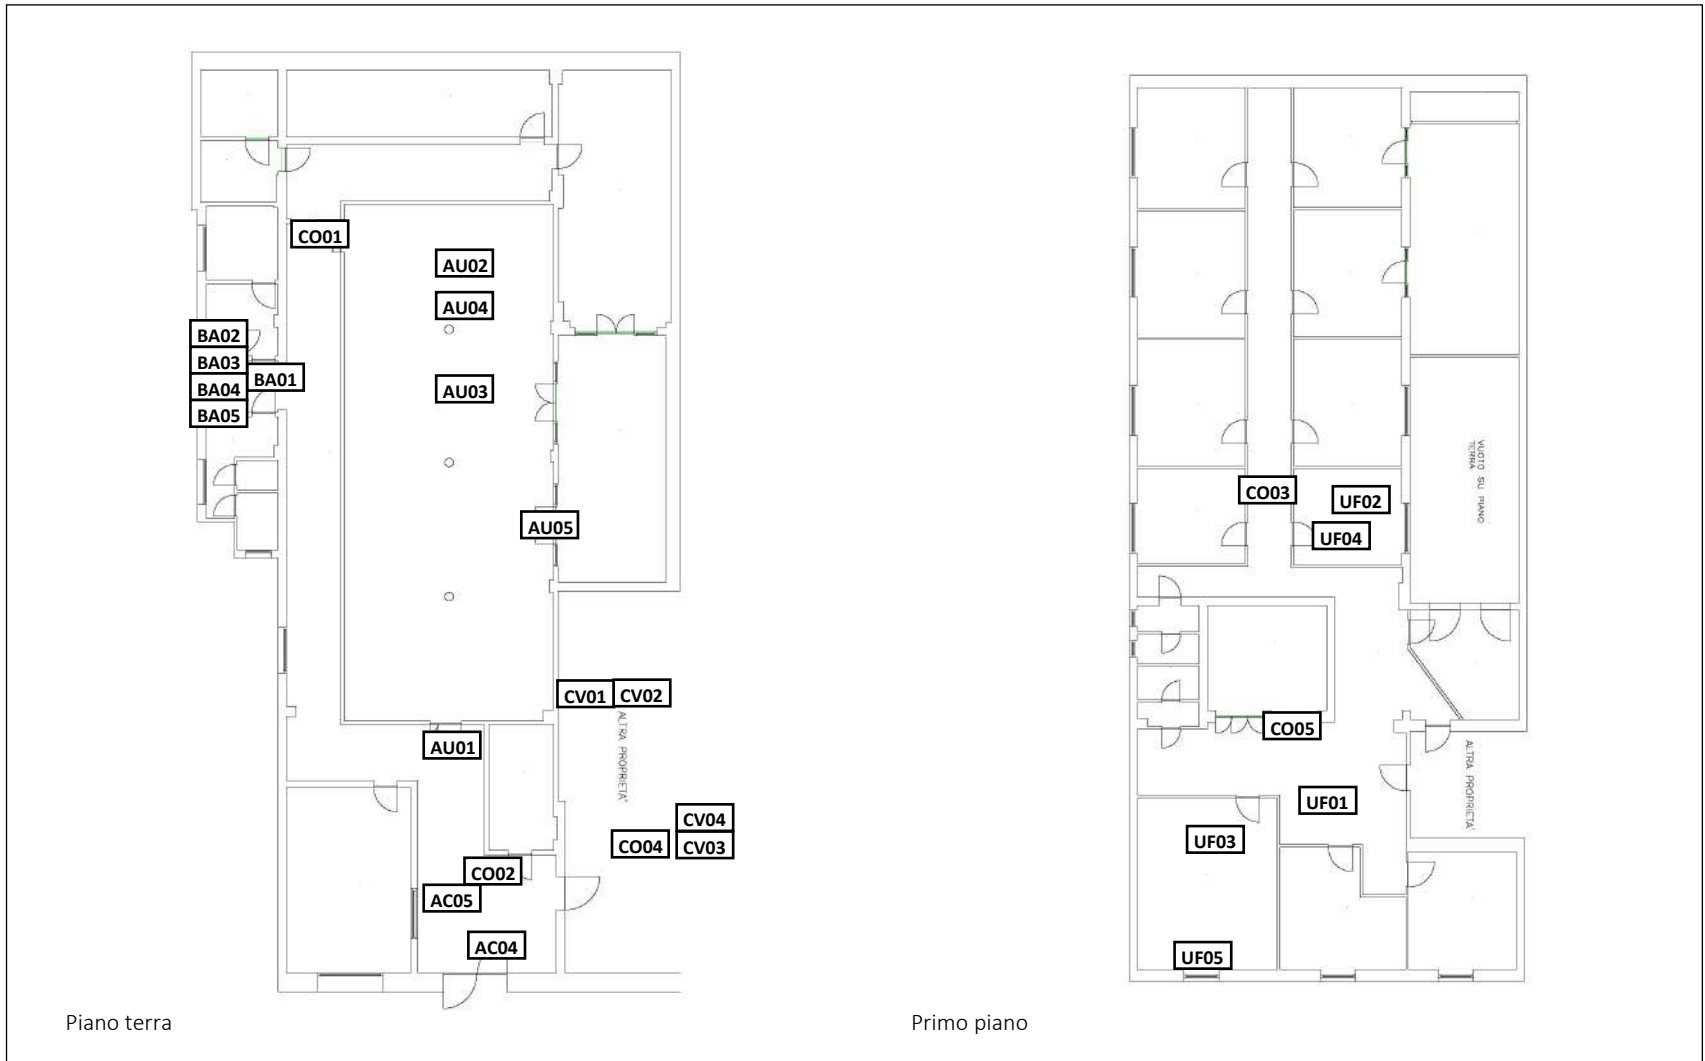 CO01
AU02
AU04
BA02
BA03
BA01
BA04
AU03
BA05
AU05
CV01
CV02
AU01
ALTRA PROPRIETA'
CV04
CO04
CV03
CO02
AC05
AC04
Piano terra
CO03
UF02
UF04
VUOTO SU PIANO
TERRA
CO05
ALTRA PROPRIETA'
UF01
UF03
UF05
Primo piano